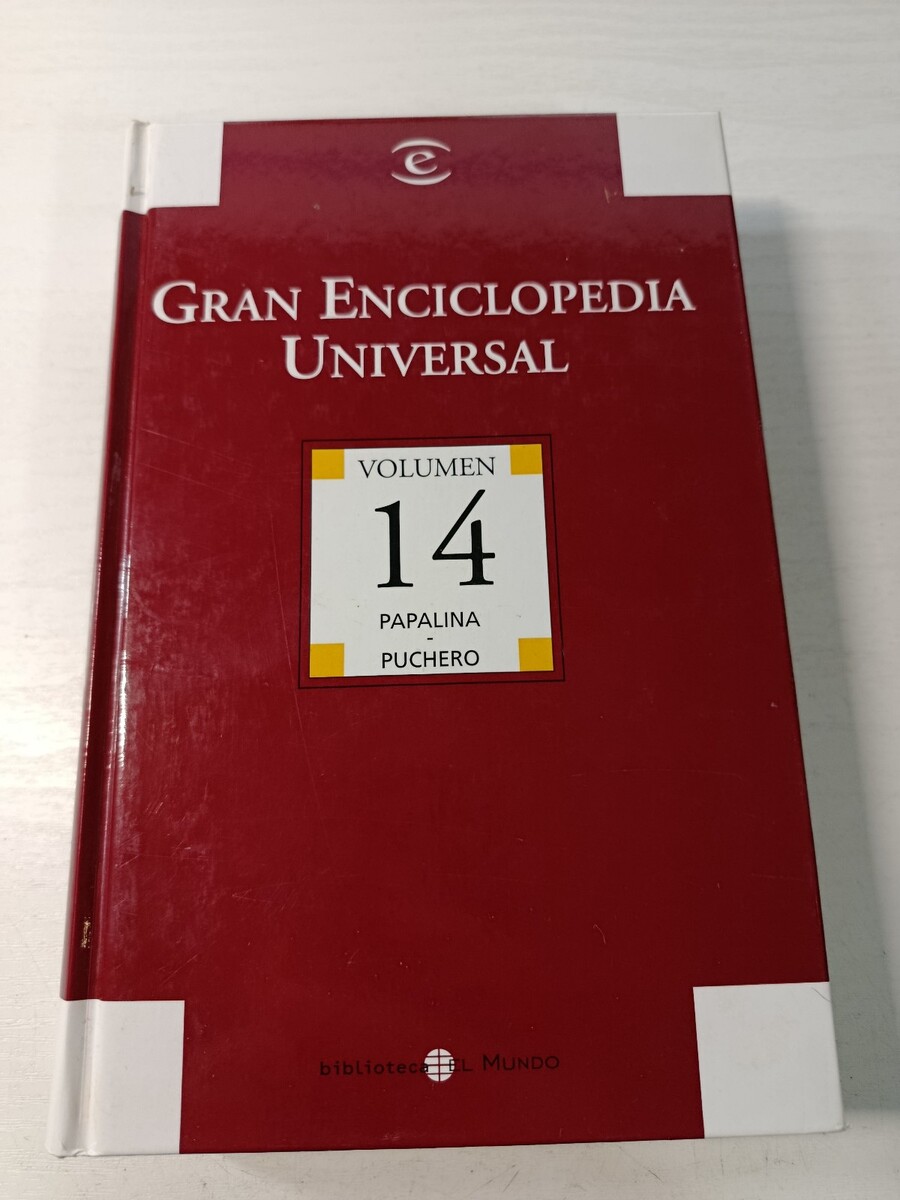 e
GRAN ENCICLOPEDIA
UNIVERSAL
VOLUMEN
14
PAPALINA
-
PUCHERO
biblioteca EL MUNDO